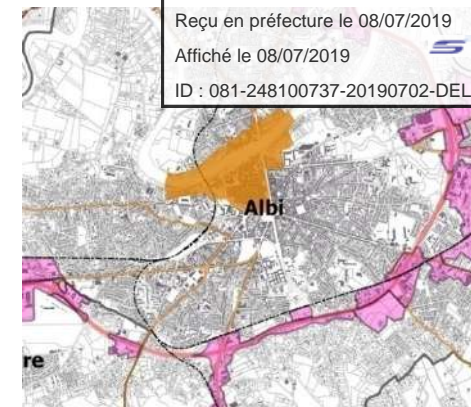 Reçu en préfecture le 08/07/2019
Affiché le 08/07/2019
ID : 081-248100737-20190702-DEL
Albi
re